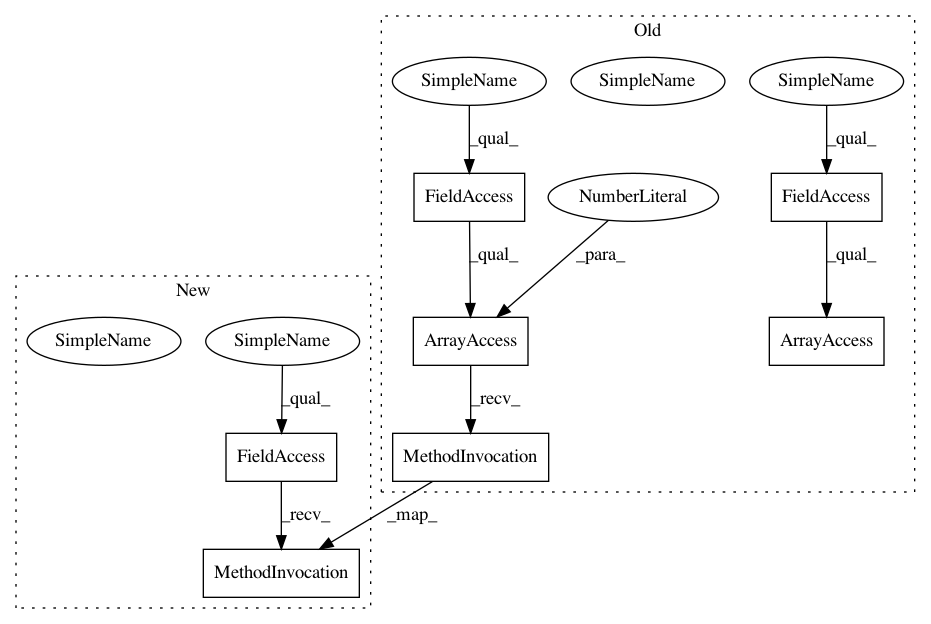 Old
SimpleName
SimpleName
SimpleName
_qual_
_qual_
FieldAccess
NumberLiteral
FieldAccess
_qual_
_para_
_qual_
New
SimpleName
SimpleName
ArrayAccess
ArrayAccess
_qual_
_recv_
FieldAccess
MethodInvocation
_recv_
_map_
MethodInvocation